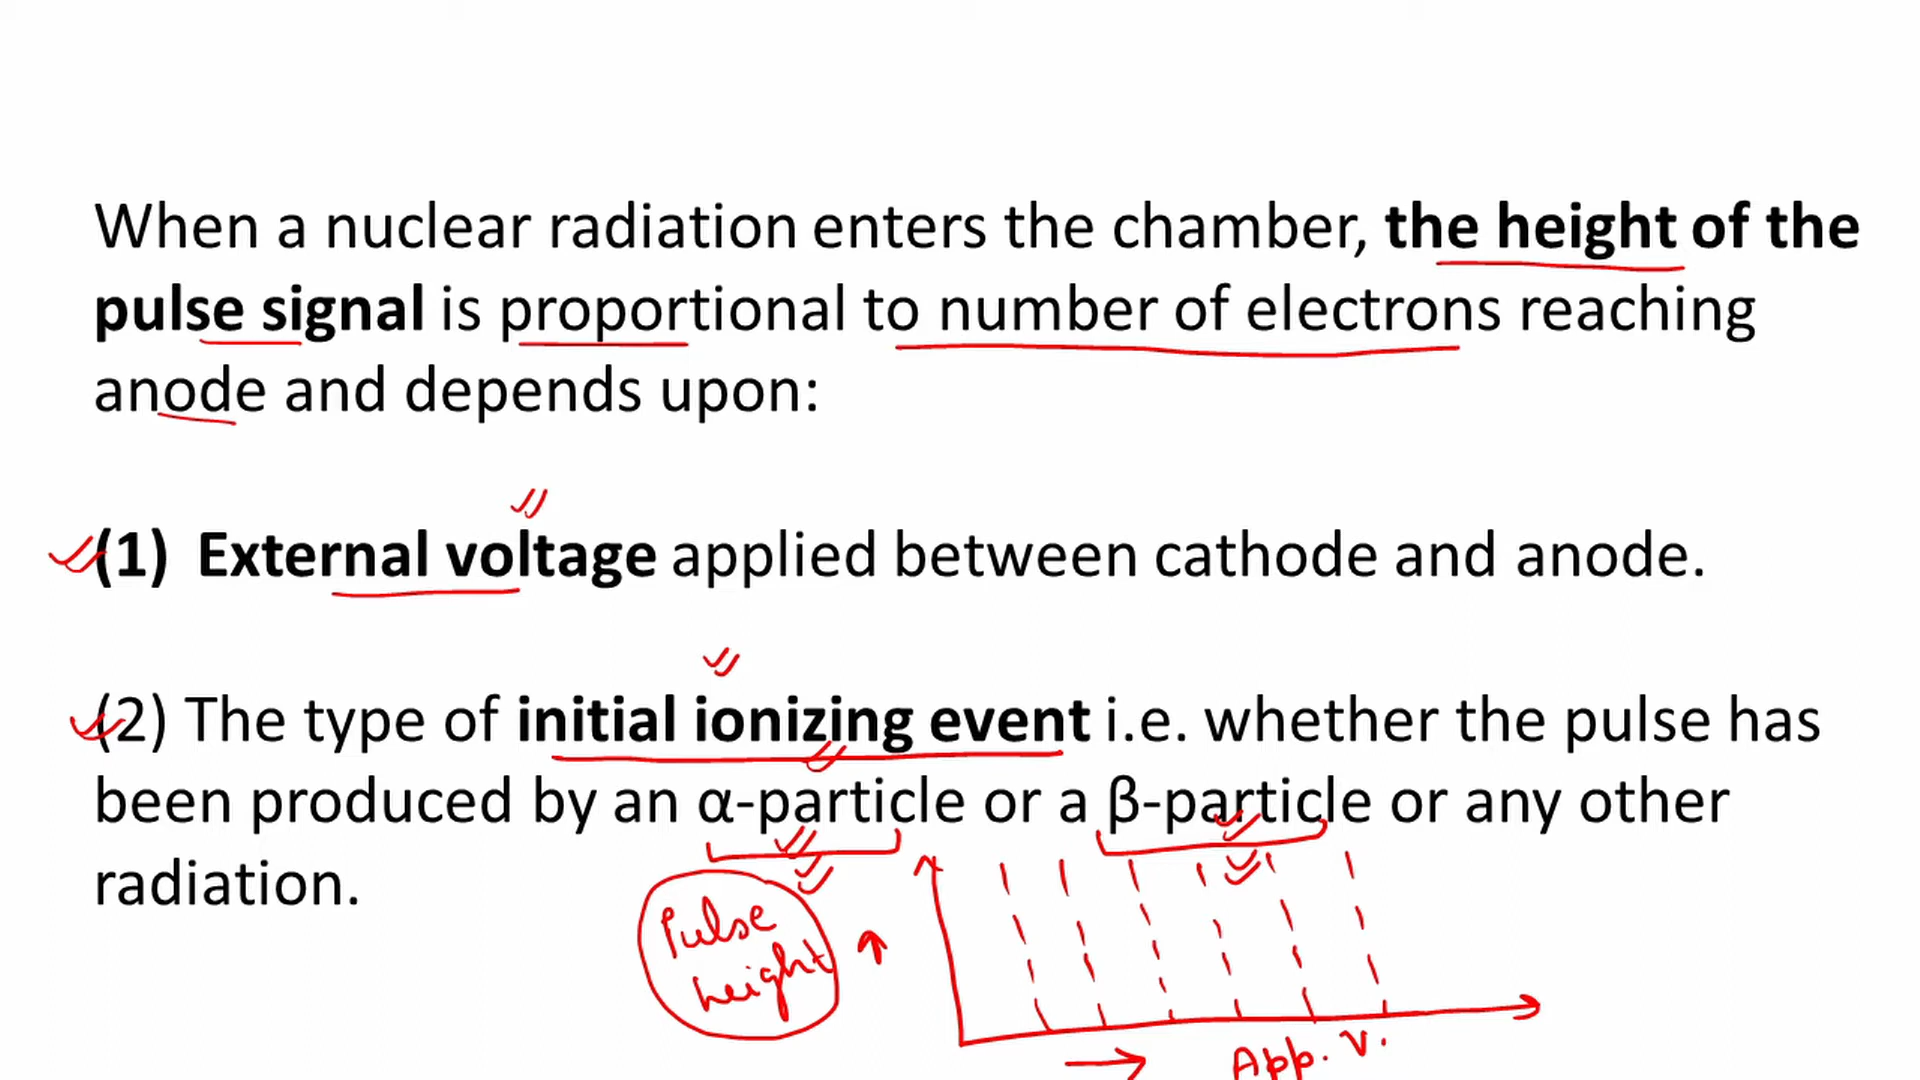 When a nuclear radiation enters the chamber, the height of the
pulse signal is proportional to number of electrons reaching
anode and depends upon:
(1) External voltage applied between cathode and anode.
(2) The type of initial ionizing event i.e. whether the pulse has
been produced by an α-particle or a β-particle or any other
radiation.
Pulse
height
App. V.